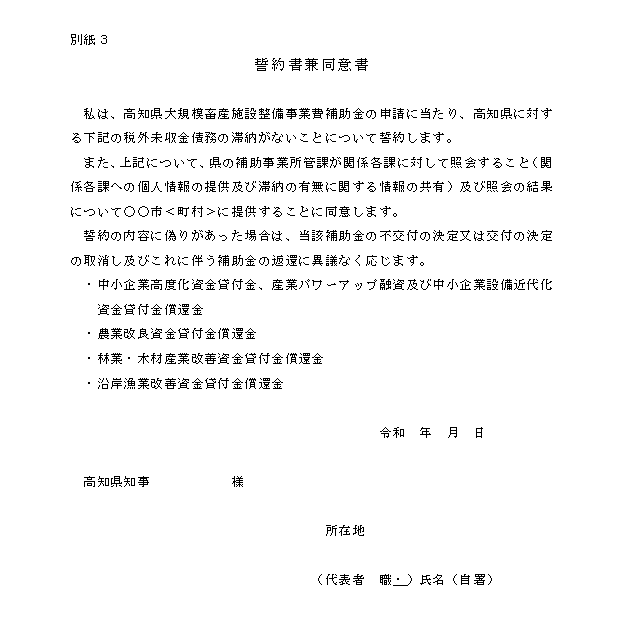 別紙３
誓約書兼同意書
私は、高知県大規模畜産施設整備事業費補助金の申請に当たり、高知県に対す
る下記の税外未収金債務の滞納がないことについて誓約します。
また、上記について、県の補助事業所管課が関係各課に対して照会すること（関
係各課への個人情報の提供及び滞納の有無に関する情報の共有）及び照会の結果
について〇〇市＜町村＞に提供することに同意します。
誓約の内容に偽りがあった場合は、当該補助金の不交付の決定又は交付の決定
の取消し及びこれに伴う補助金の返還に異議なく応じます。
・中小企業高度化資金貸付金、産業パワーアップ融資及び中小企業設備近代化
資金貸付金償還金
・農業改良資金貸付金償還金
・林業・木材産業改善資金貸付金償還金
・沿岸漁業改善資金貸付金償還金
令和　年　月　日
高知県知事　　　　　　様
所在地
（代表者　職・　）氏名（自署）